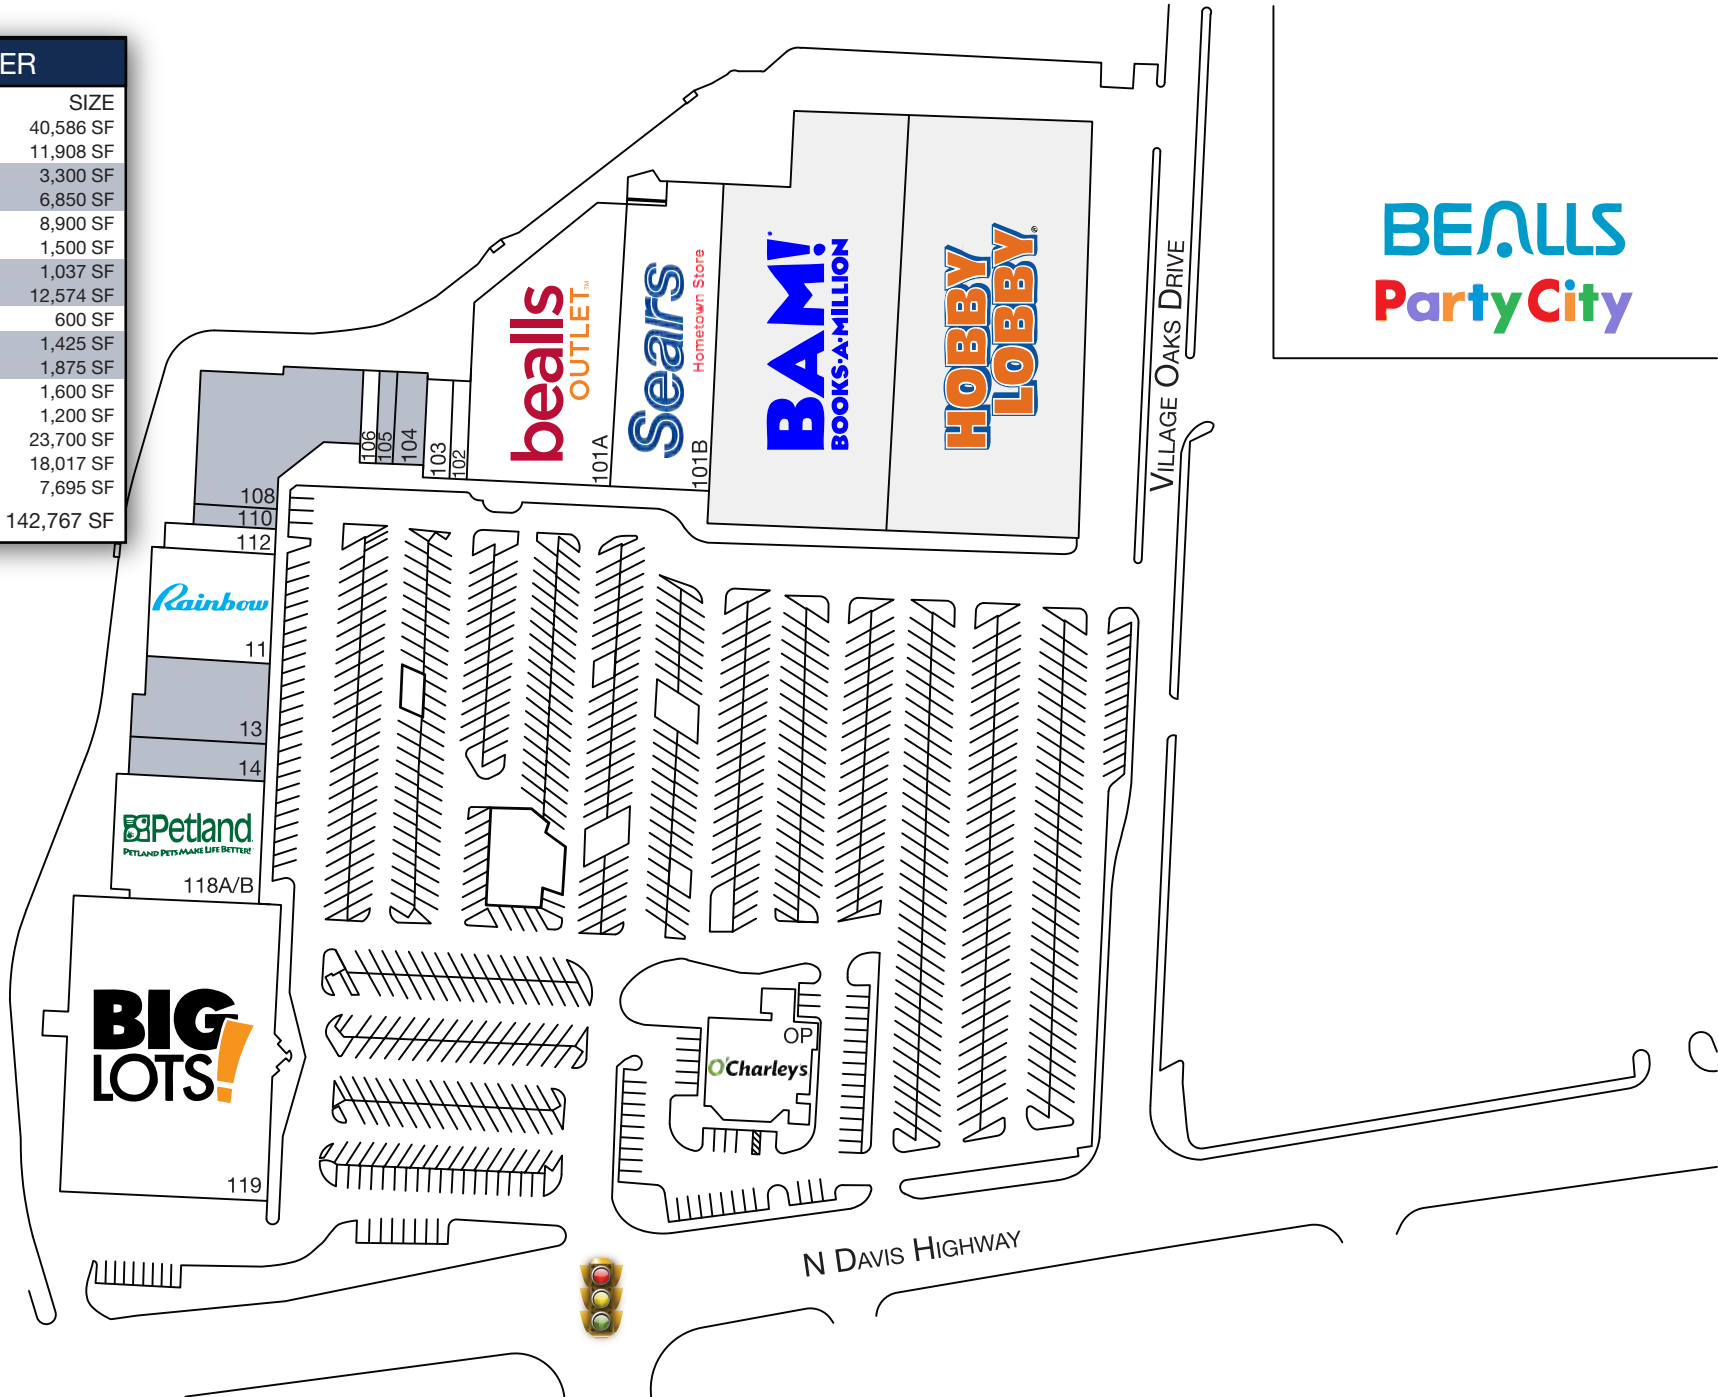 ER
SIZE
40,586 SF
11,908 SF
3,300 SF
6,850 SF
8,900 SF
1,500 SF
1,037 SF
12,574 SF
600 SF
1,425 SF
1,875 SF
1,600 SF
1,200 SF
23,700 SF
18,017 SF
7,695 SF
142,767 SF
BEALLS
Party City
VILLAGE OAKS DRIVE
HOBBY
LOBBY
BAM!
BOOKS·A·MILLION
Sears
Hometown Store
101B
bealls
OUTLET™
101A
102
103
104
105
106
108
110
112
Rainbow
11
13
14
Petland
PETLAND PETS MAKE LIFE BETTER!
118A/B
BIG
LOTS!
119
OP
O'Charleys
N DAVIS HIGHWAY